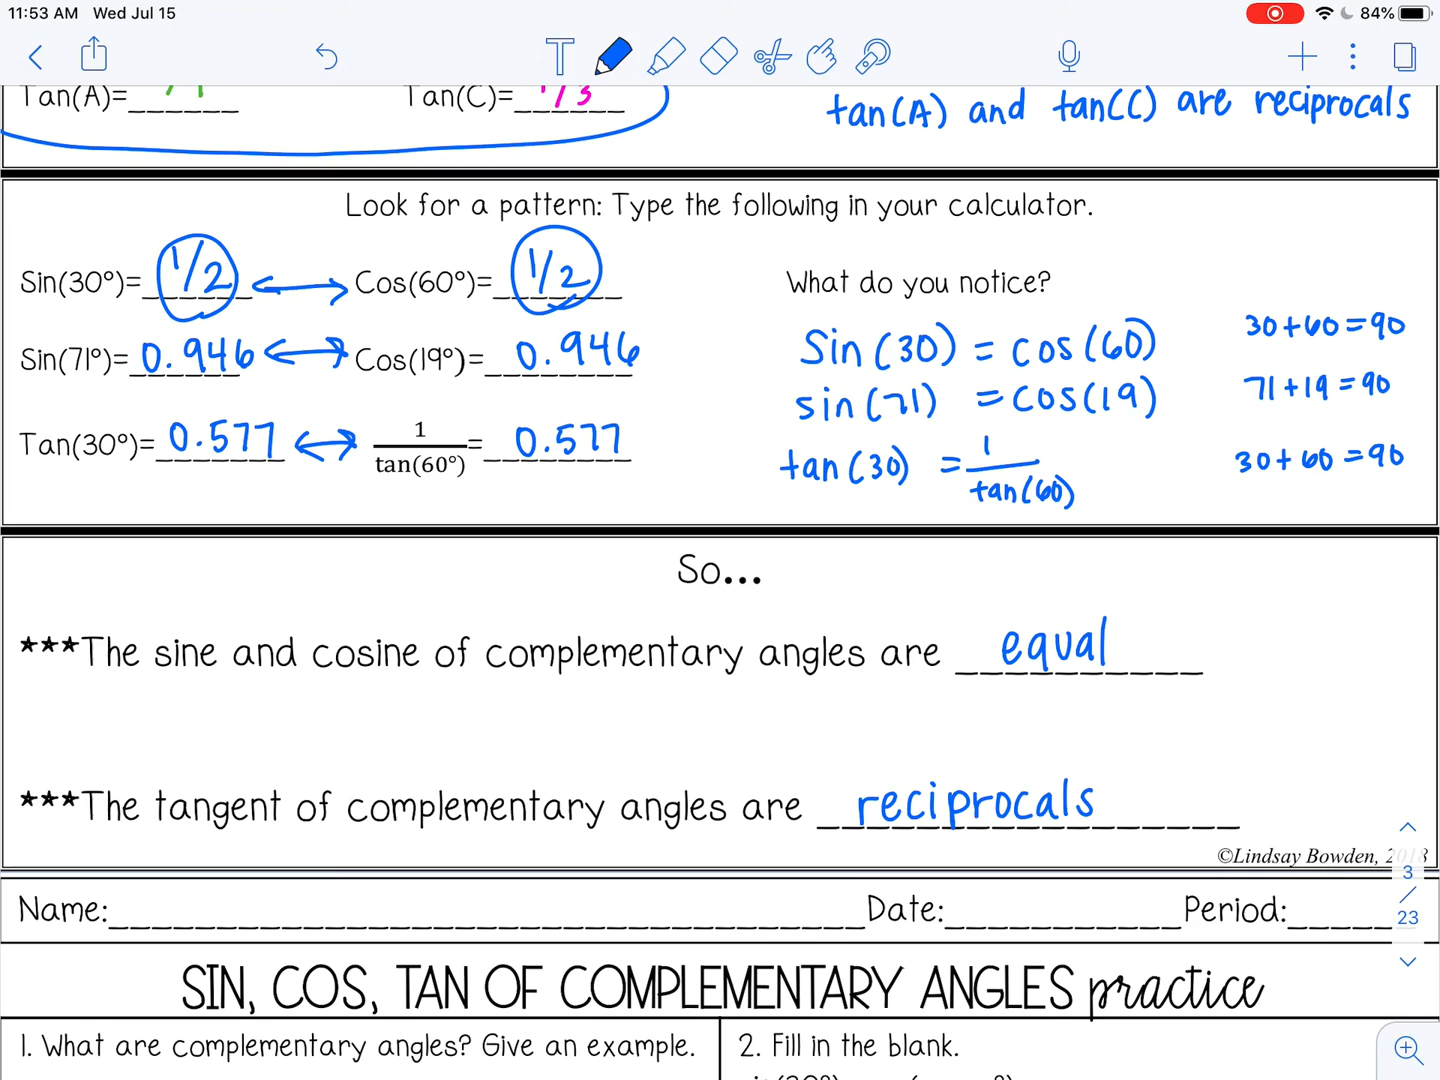 11:53 AM Wed Jul 15 84%
Tan(A)=______ Tan(C)=______
tan(A) and tan(C) are reciprocals
Look for a pattern: Type the following in your calculator.
Sin(30°)= 1/2 Cos(60°)= 1/2
Sin(71°)= 0.946 Cos(19°)= 0.946
Tan(30°)= 0.577 1/tan(60°)= 0.577
What do you notice?
Sin(30) = cos(60) 30+60=90
sin(71) = cos(19) 71+19=90
tan(30) = 1/tan(60) 30+60=90
So...
***The sine and cosine of complementary angles are equal
***The tangent of complementary angles are reciprocals
©Lindsay Bowden, 2018
3
/
23
Name:______ Date:______ Period:______
SIN, COS, TAN OF COMPLEMENTARY ANGLES practice
1. What are complementary angles? Give an example.
2. Fill in the blank.